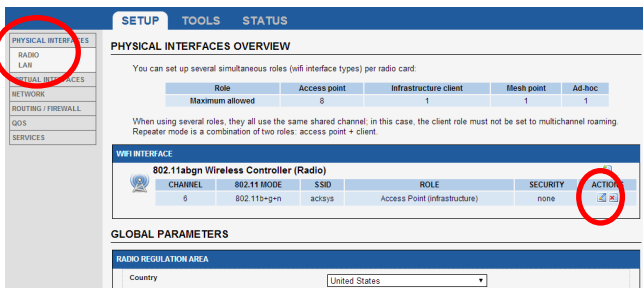 SETUP TOOLS STATUS
PHYSICAL INTERFACES
RADIO
LAN
VIRTUAL INTERFACES
NETWORK
ROUTING / FIREWALL
QOS
SERVICES
PHYSICAL INTERFACES OVERVIEW
You can set up several simultaneous roles (wifi interface types) per radio card:
Role Access point Infrastructure client Mesh point Ad-hoc
Maximum allowed 8 1 1 1
When using several roles, they all use the same shared channel; in this case, the client role must not be set to multichannel roaming.
Repeater mode is a combination of two roles: access point + client.
WIFI INTERFACE
802.11abgn Wireless Controller (Radio)
CHANNEL 802.11 MODE SSID ROLE SECURITY ACTIONS
6 802.11b+g+n acksys Access Point (infrastructure) none
GLOBAL PARAMETERS
RADIO REGULATION AREA
Country United States